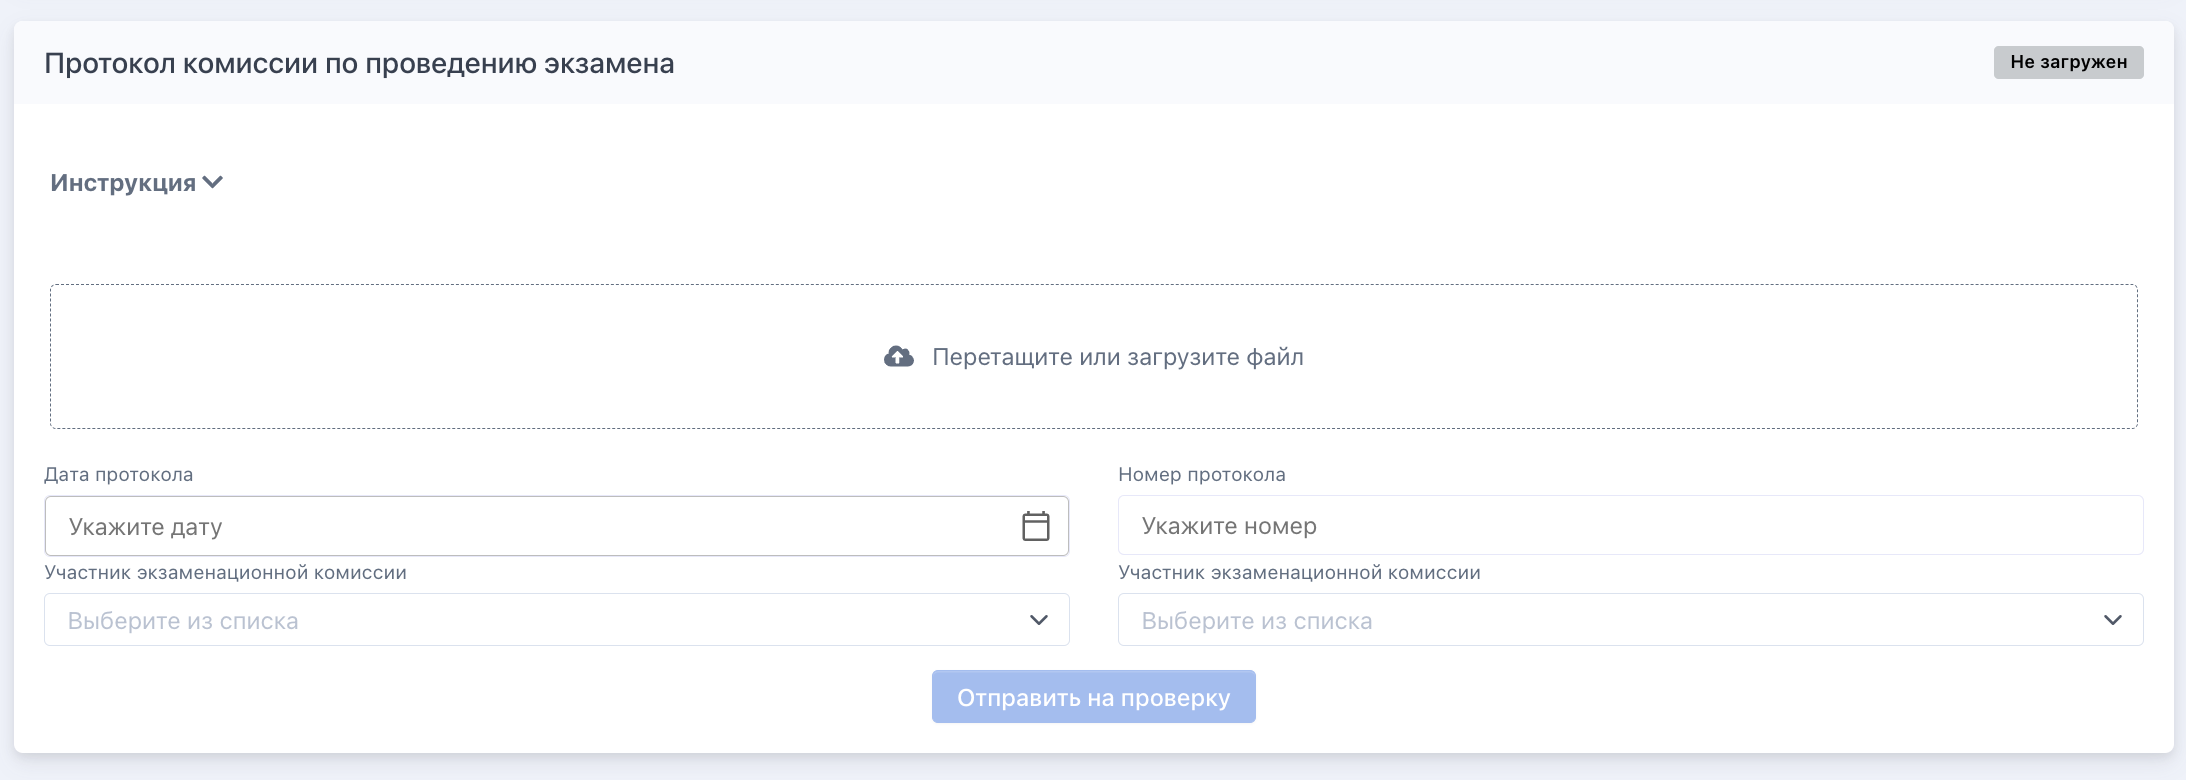 Протокол комиссии по проведению экзамена
Не загружен
Инструкция
Перетащите или загрузите файл
Дата протокола
Номер протокола
Укажите дату
Укажите номер
Участник экзаменационной комиссии
Участник экзаменационной комиссии
Выберите из списка
Выберите из списка
Отправить на проверку